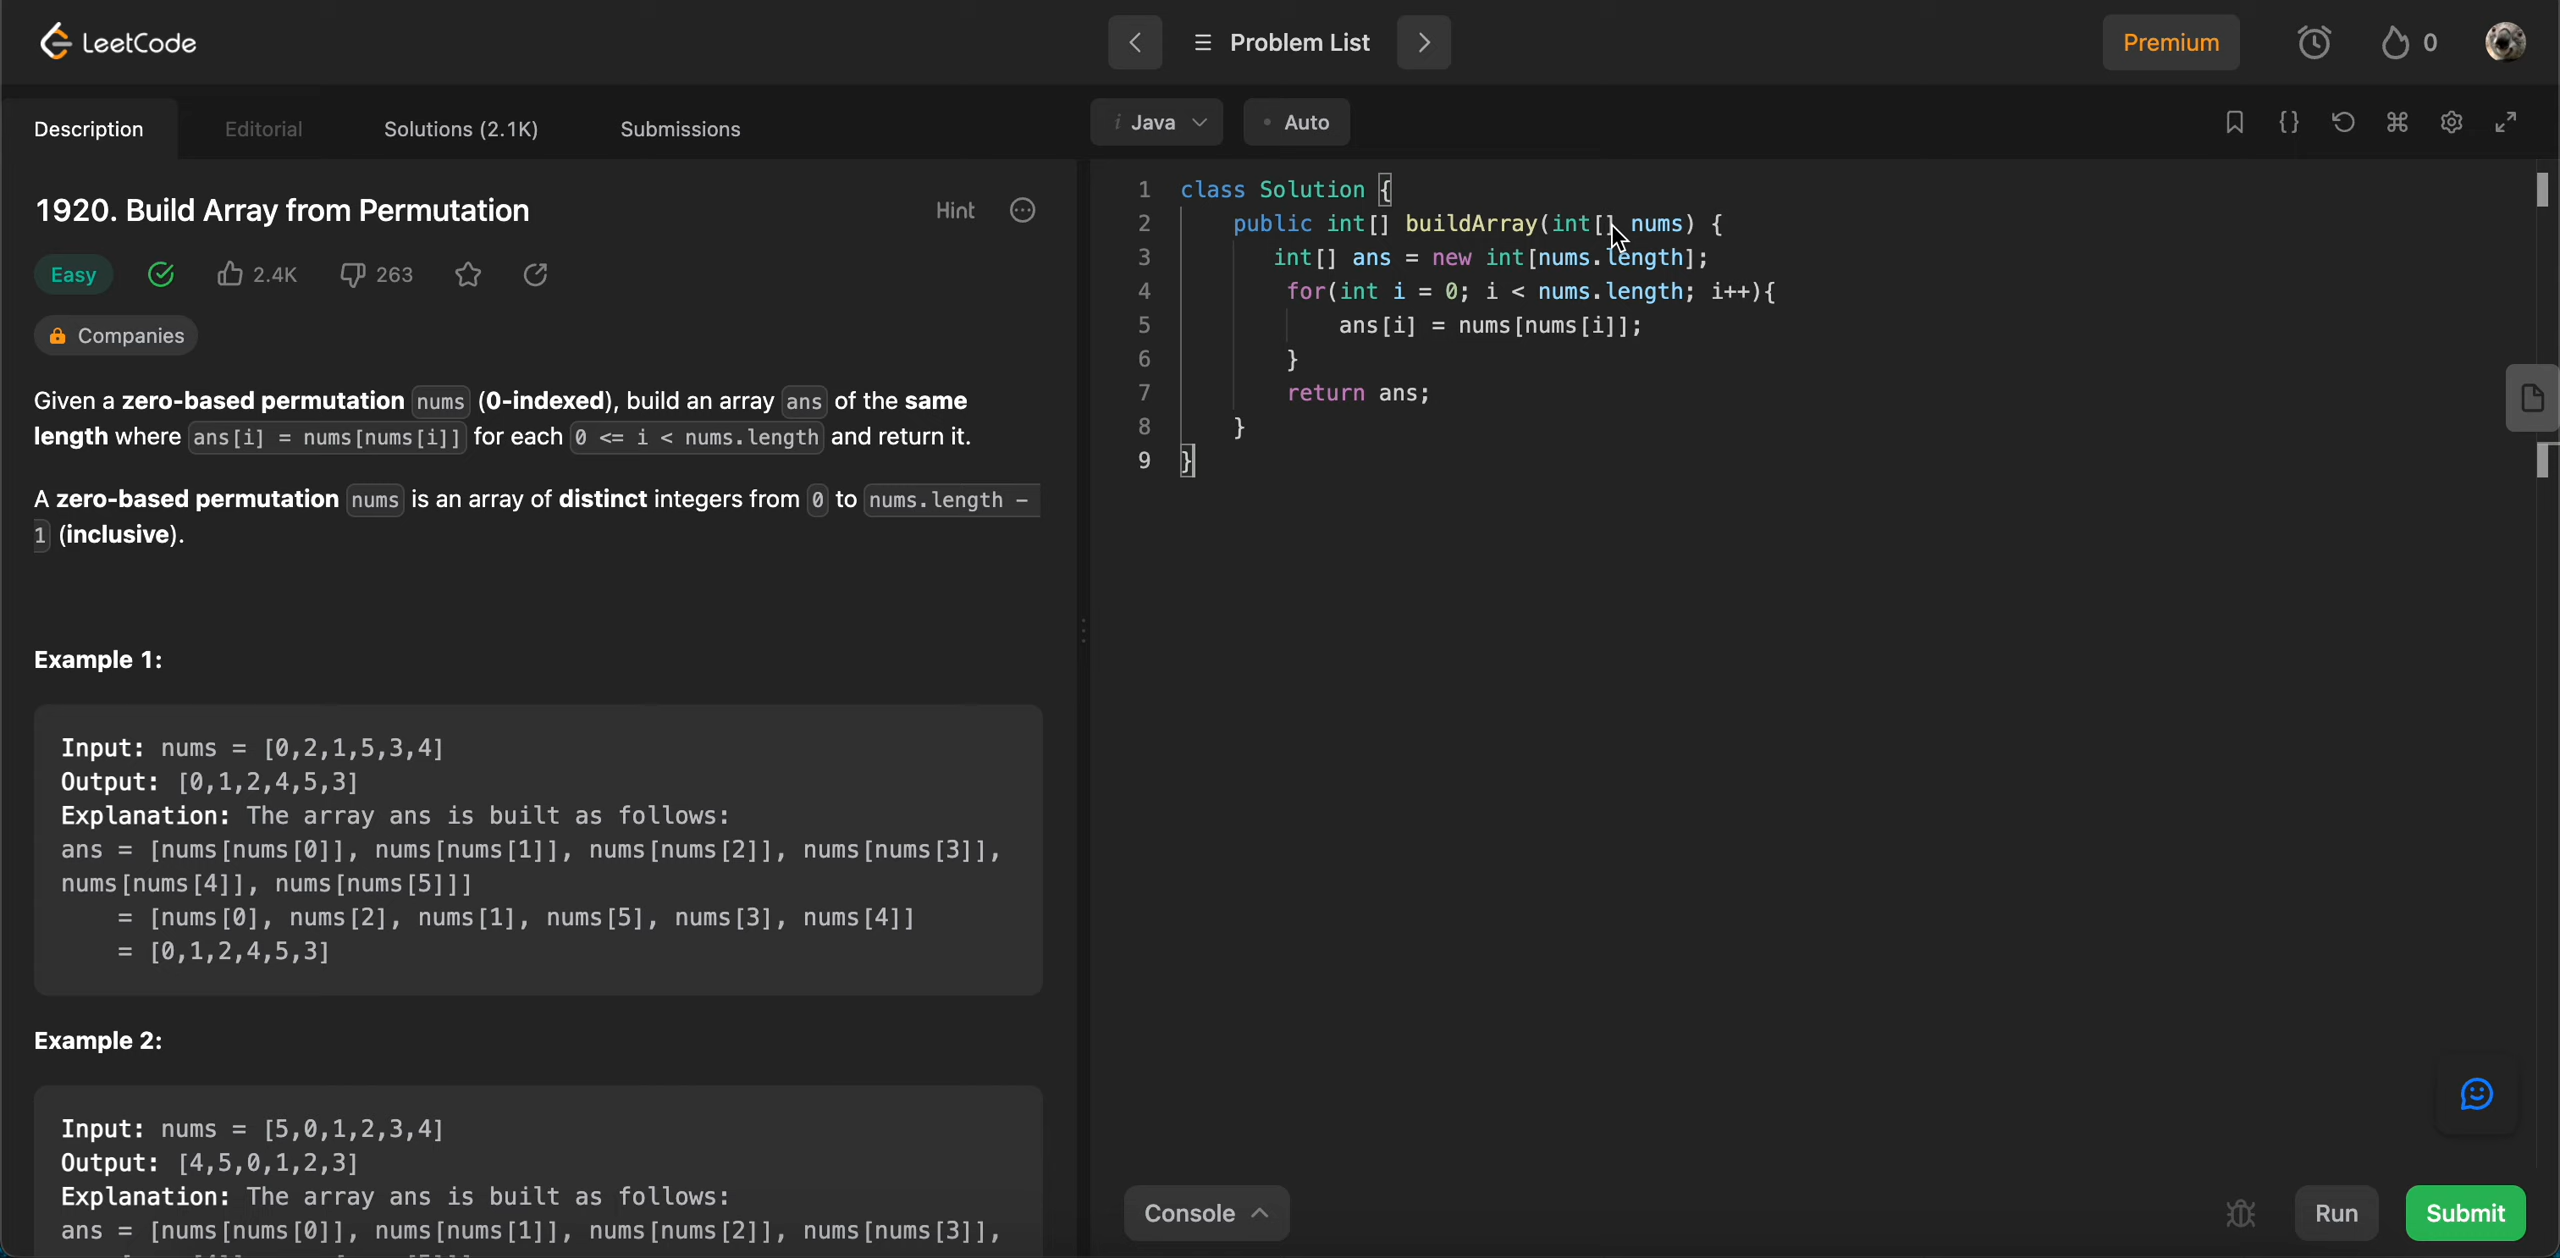 LeetCode
Problem List
Premium
0
Description
Editorial
Solutions (2.1K)
Submissions
1920. Build Array from Permutation
Hint
Easy
2.4K
263
Companies
Given a zero-based permutation nums (0-indexed), build an array ans of the same
length where ans[i] = nums[nums[i]] for each 0 <= i < nums.length and return it.
A zero-based permutation nums is an array of distinct integers from 0 to nums.length -
1 (inclusive).
Example 1:
Input: nums = [0,2,1,5,3,4]
Output: [0,1,2,4,5,3]
Explanation: The array ans is built as follows:
ans = [nums[nums[0]], nums[nums[1]], nums[nums[2]], nums[nums[3]],
nums[nums[4]], nums[nums[5]]]
= [nums[0], nums[2], nums[1], nums[5], nums[3], nums[4]]
= [0,1,2,4,5,3]
Example 2:
Input: nums = [5,0,1,2,3,4]
Output: [4,5,0,1,2,3]
Explanation: The array ans is built as follows:
ans = [nums[nums[0]], nums[nums[1]], nums[nums[2]], nums[nums[3]],
i Java
• Auto
1 class Solution {
2 public int[] buildArray(int[] nums) {
3 int[] ans = new int[nums.length];
4 for(int i = 0; i < nums.length; i++){
5 ans[i] = nums[nums[i]];
6 }
7 return ans;
8 }
9 }
Console
Run
Submit